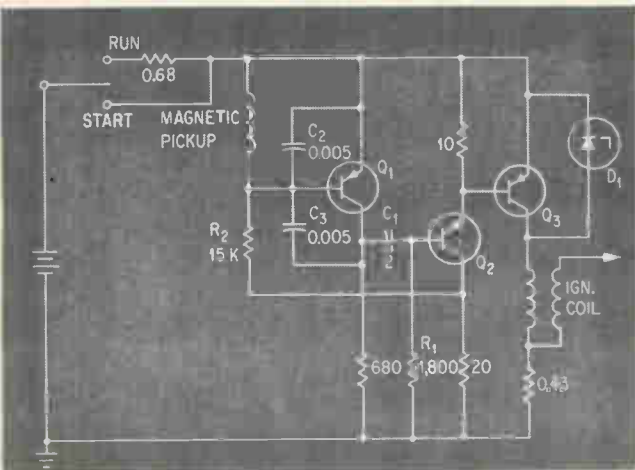 RUN
0.68
START
MAGNETIC
PICKUP
C2
0.005
Q1
10
D1
Q3
C3
0.005
C1
2
R2
15 K
Q2
IGN.
COIL
680
R1
1,800
20
0.43